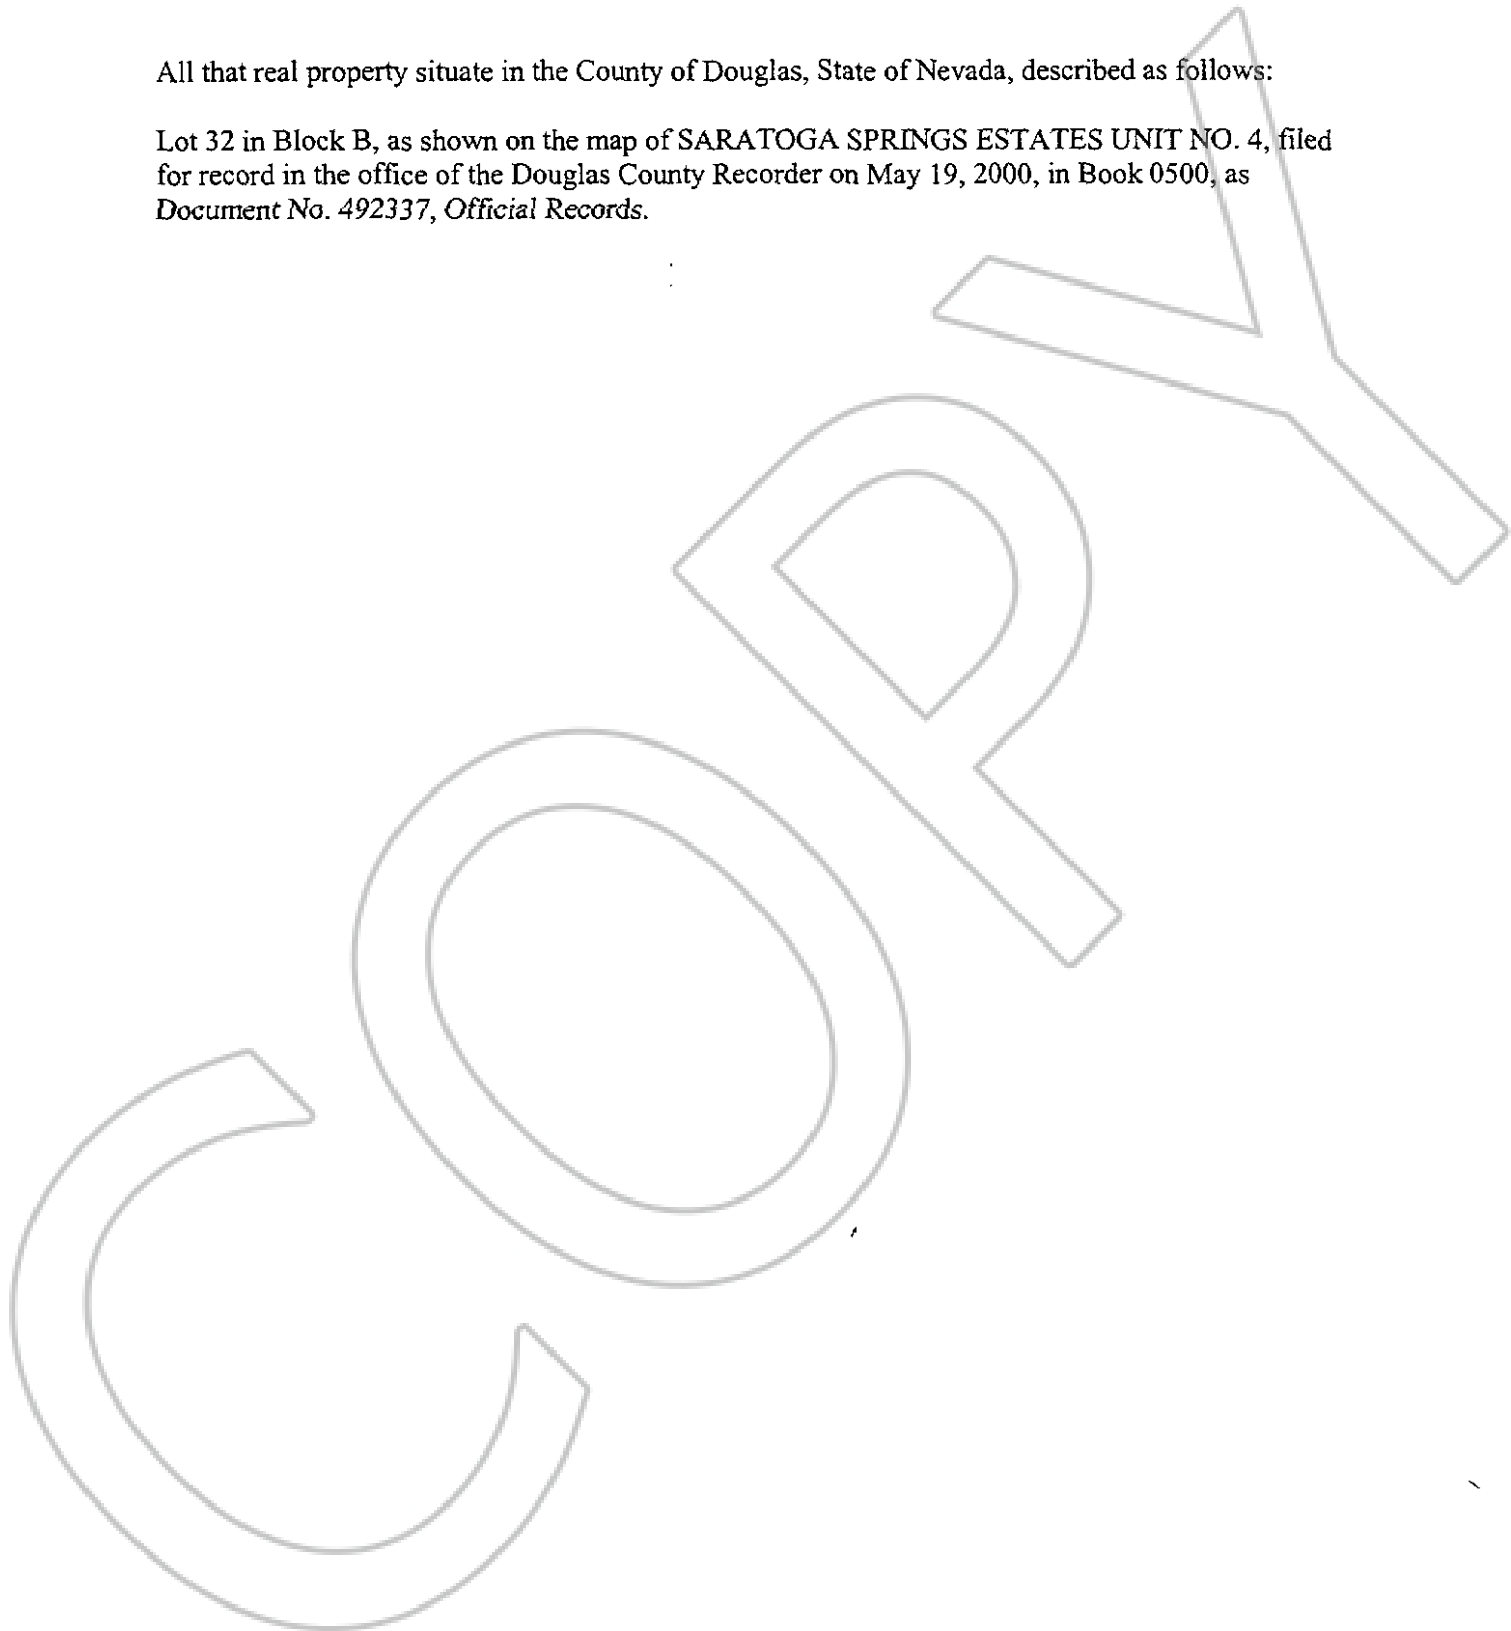 All that real property situate in the County of Douglas, State of Nevada, described as follows:
Lot 32 in Block B, as shown on the map of SARATOGA SPRINGS ESTATES UNIT NO. 4, filed
for record in the office of the Douglas County Recorder on May 19, 2000, in Book 0500, as
Document No. 492337, Official Records.
COPY